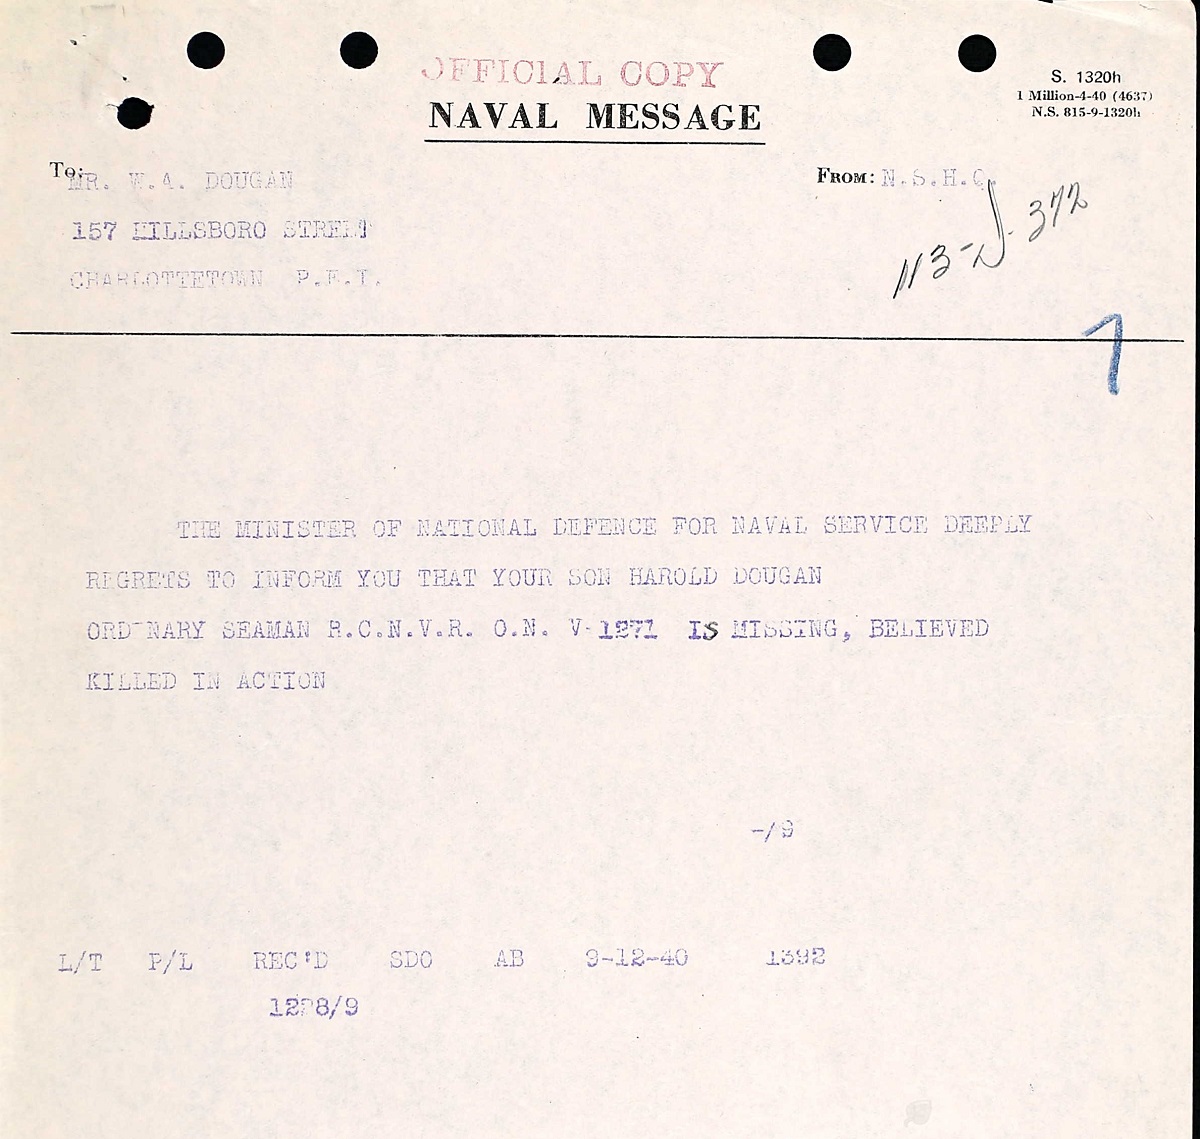 OFFICIAL COPY
NAVAL MESSAGE
S. 1320h
1 Million-4-40 (4637)
N.S. 815-9-1320h
To: MR. W.A. DOUGAN
157 HILLSBORO STREET
CHARLOTTETOWN P.E.I.
FROM: N.S.H.Q.
113-D-372
7
THE MINISTER OF NATIONAL DEFENCE FOR NAVAL SERVICE DEEPLY
REGRETS TO INFORM YOU THAT YOUR SON HAROLD DOUGAN
ORDINARY SEAMAN R.C.N.V.R. O.N. V-1271 IS MISSING, BELIEVED
KILLED IN ACTION
-/9
L/T P/L REC'D SDO AB 9-12-40 1392